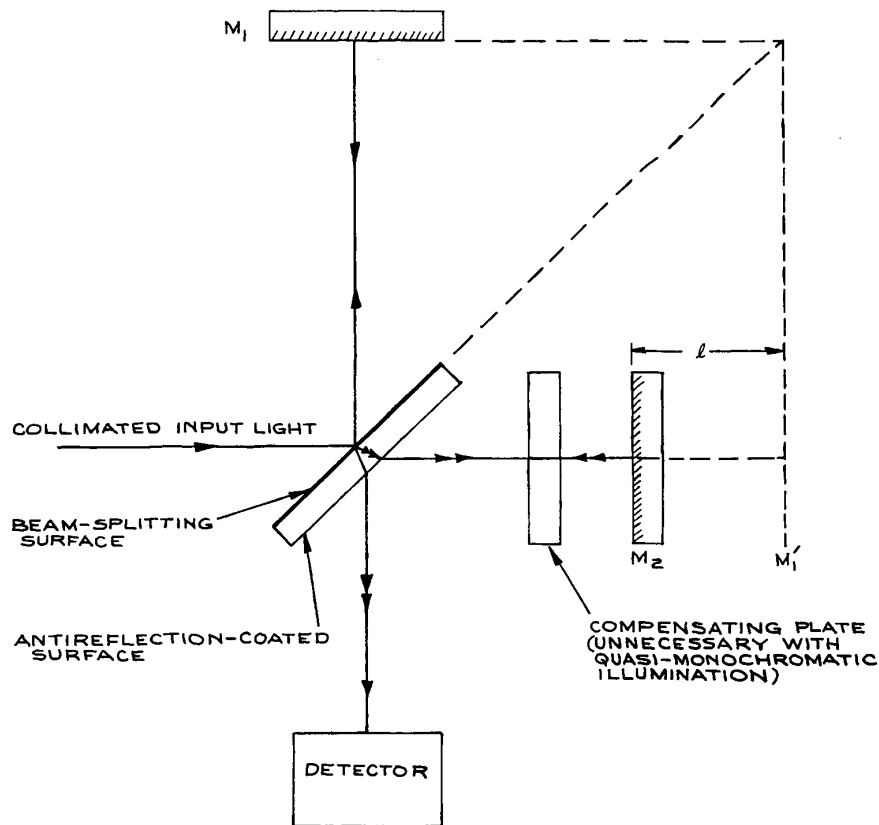 M₁
ℓ
COLLIMATED INPUT LIGHT
BEAM-SPLITTING
SURFACE
M₂
M₁′
ANTIREFLECTION-COATED
SURFACE
COMPENSATING PLATE
(UNNECESSARY WITH
QUASI-MONOCHROMATIC
ILLUMINATION)
DETECTOR